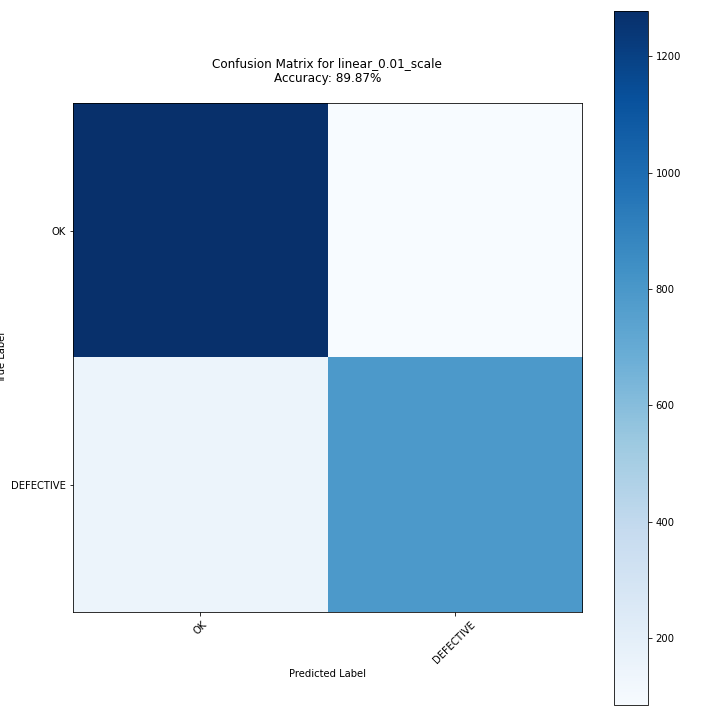 Confusion Matrix for linear_0.01_scale
Accuracy: 89.87%
OK
DEFECTIVE
OK
DEFECTIVE
Predicted Label
1200
1000
800
600
400
200